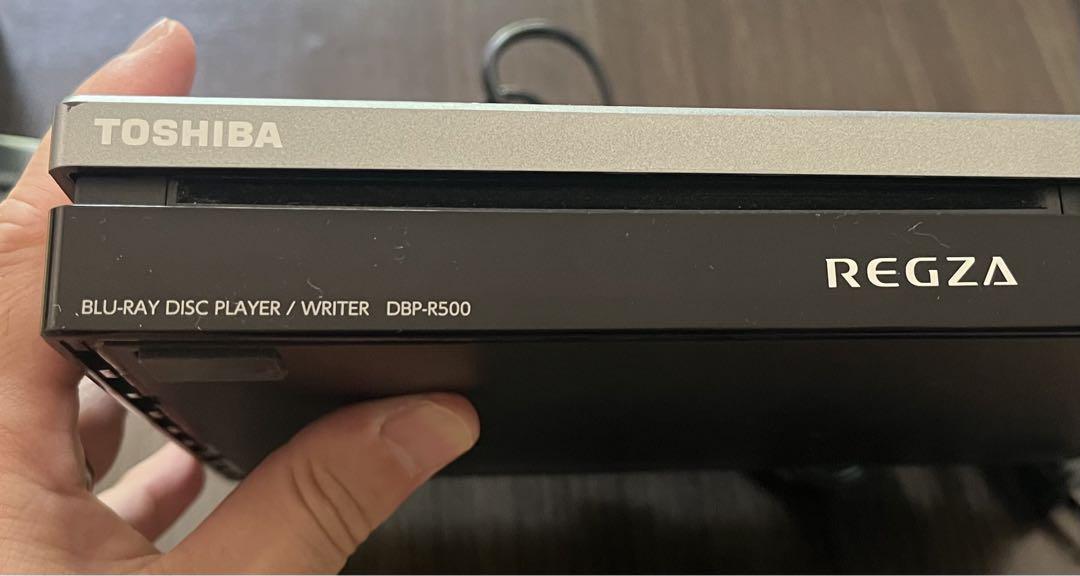 TOSHIBA
REGZA
BLU-RAY DISC PLAYER / WRITER DBP-R500